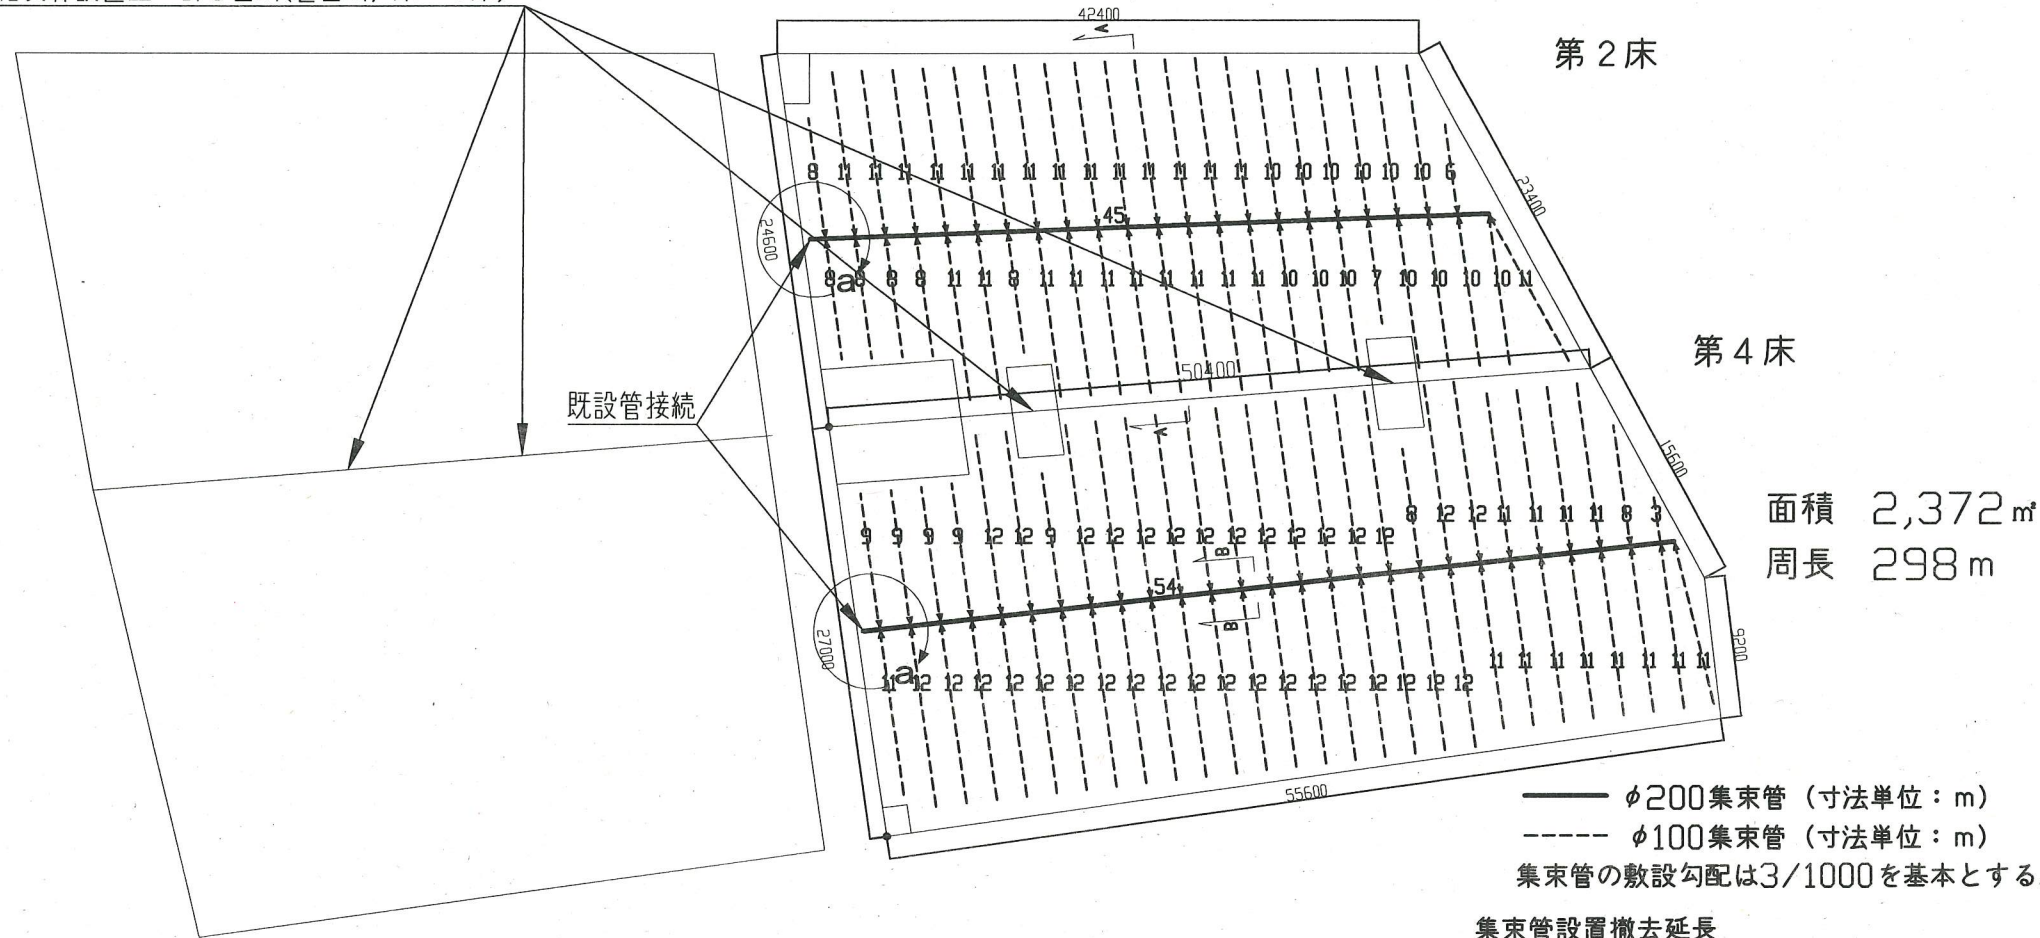 42400
A
第2床
8 11 11 11 11 11 11 11 11 11 11 11 11 11 11 10 10 10 10 10 10 6
23400
45
24600
8 8 8 8 11 11 8 11 11 11 11 11 11 11 11 10 10 10 7 10 10 10 10 11
a
第4床
50400
既設管接続
A
15600
面積 2,372㎡
周長 298m
9 9 9 9 12 12 9 12 12 12 12 12 12 12 12 12 12 12 8 12 12 11 11 11 11 8 3
B
54
B
27000
9200
a
11 12 12 12 12 12 12 12 12 12 12 12 12 12 12 12 12 12 12 12 11 11 11 11 11 11 11 11
55600
φ200集束管(寸法単位:m)
φ100集束管(寸法単位:m)
集束管の敷設勾配は3/1000を基本とする
集束管設置撤去延長